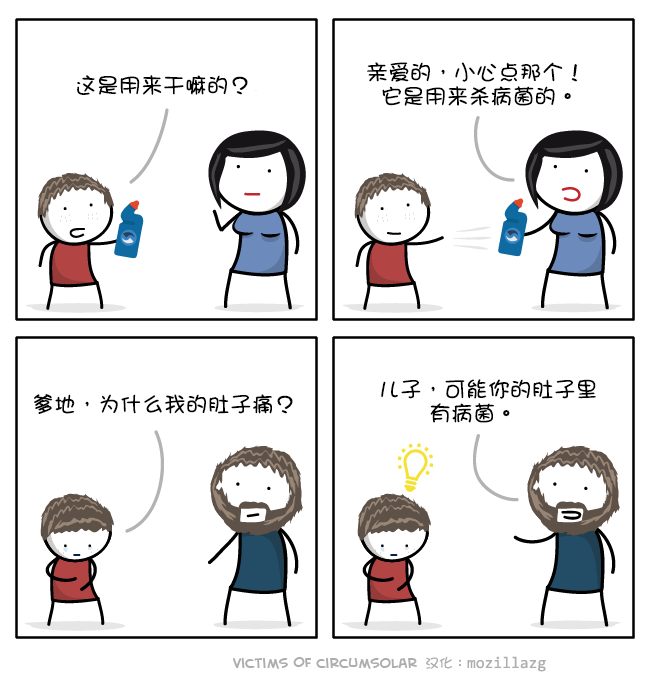 这是用来干嘛的？
亲爱的，小心点那个！
它是用来杀病菌的。
爹地，为什么我的肚子痛？
儿子，可能你的肚子里
有病菌。
VICTIMS OF CIRCUMSOLAR 汉化：mozillazg